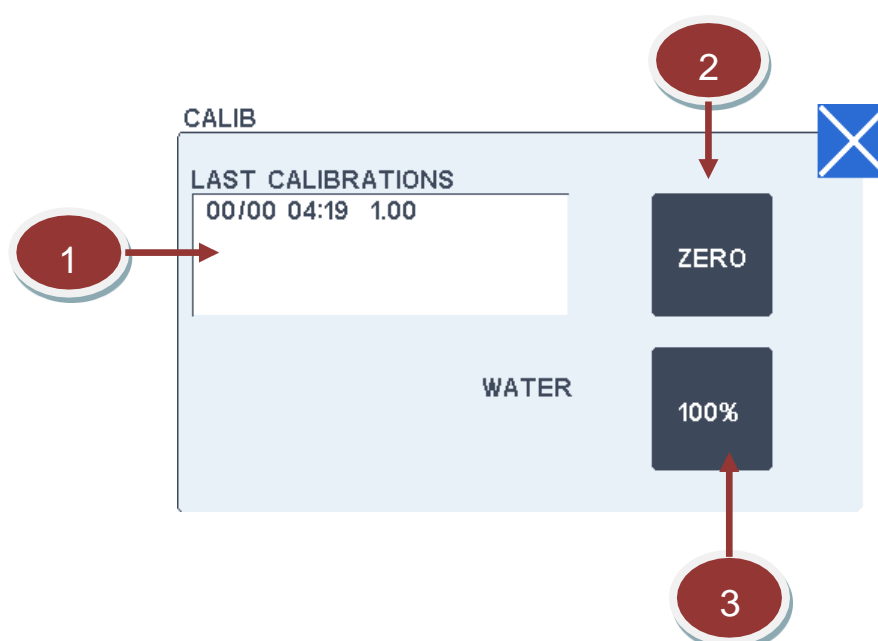 2
CALIB
LAST CALIBRATIONS
00/00 04:19 1.00
1
ZERO
WATER
100%
3